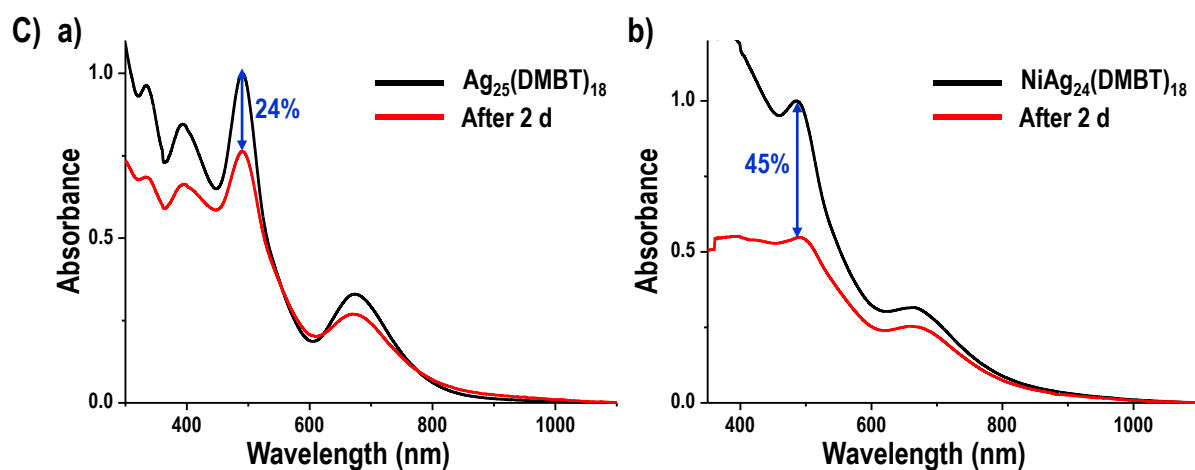 C) a)
Ag25(DMBT)18
After 2 d
24%
1.0
0.5
0.0
Absorbance
400
600
800
1000
Wavelength (nm)
b)
NiAg24(DMBT)18
After 2 d
45%
1.0
0.5
0.0
Absorbance
400
600
800
1000
Wavelength (nm)